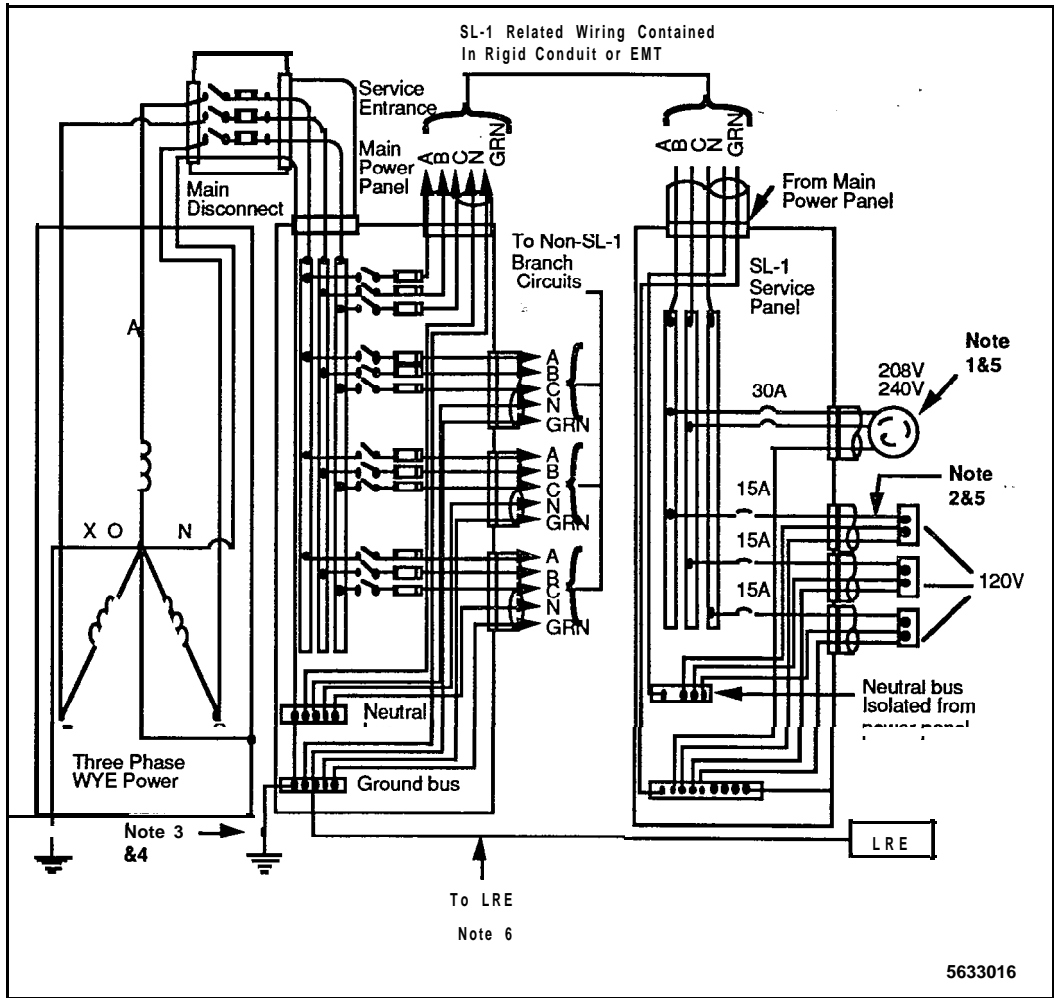 SL-1 Related Wiring Contained
In Rigid Conduit or EMT
Service
Entrance
Main
Power
Panel
Main
Disconnect
A
B
C
N
GRN
A
B
C
N
GRN
From Main
Power Panel
To Non-SL-1
Branch
Circuits
SL-1
Service
Panel
A
B
C
N
GRN
A
B
C
N
GRN
A
B
C
N
GRN
Note
1&5
208V
240V
30A
Note
2&5
15A
15A
15A
120V
A
X O
N
Neutral
Ground bus
Neutral bus
Isolated from
Three Phase
WYE Power
Note 3
&4
LRE
To LRE
Note 6
5633016